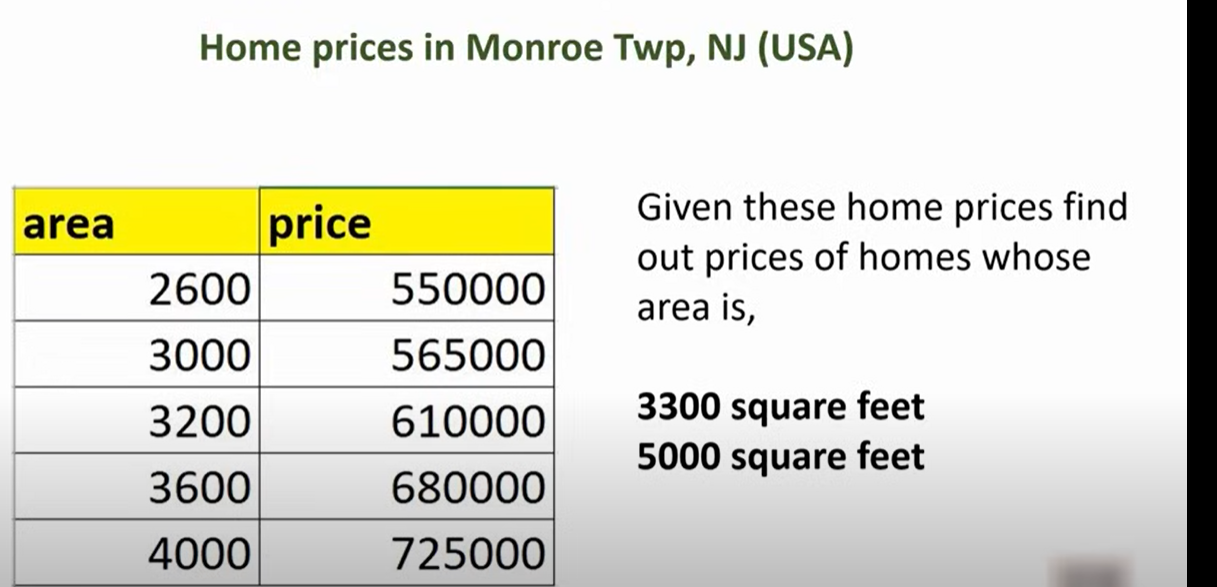 Home prices in Monroe Twp, NJ (USA)
area price
2600 550000
3000 565000
3200 610000
3600 680000
4000 725000
Given these home prices find
out prices of homes whose
area is,
3300 square feet
5000 square feet